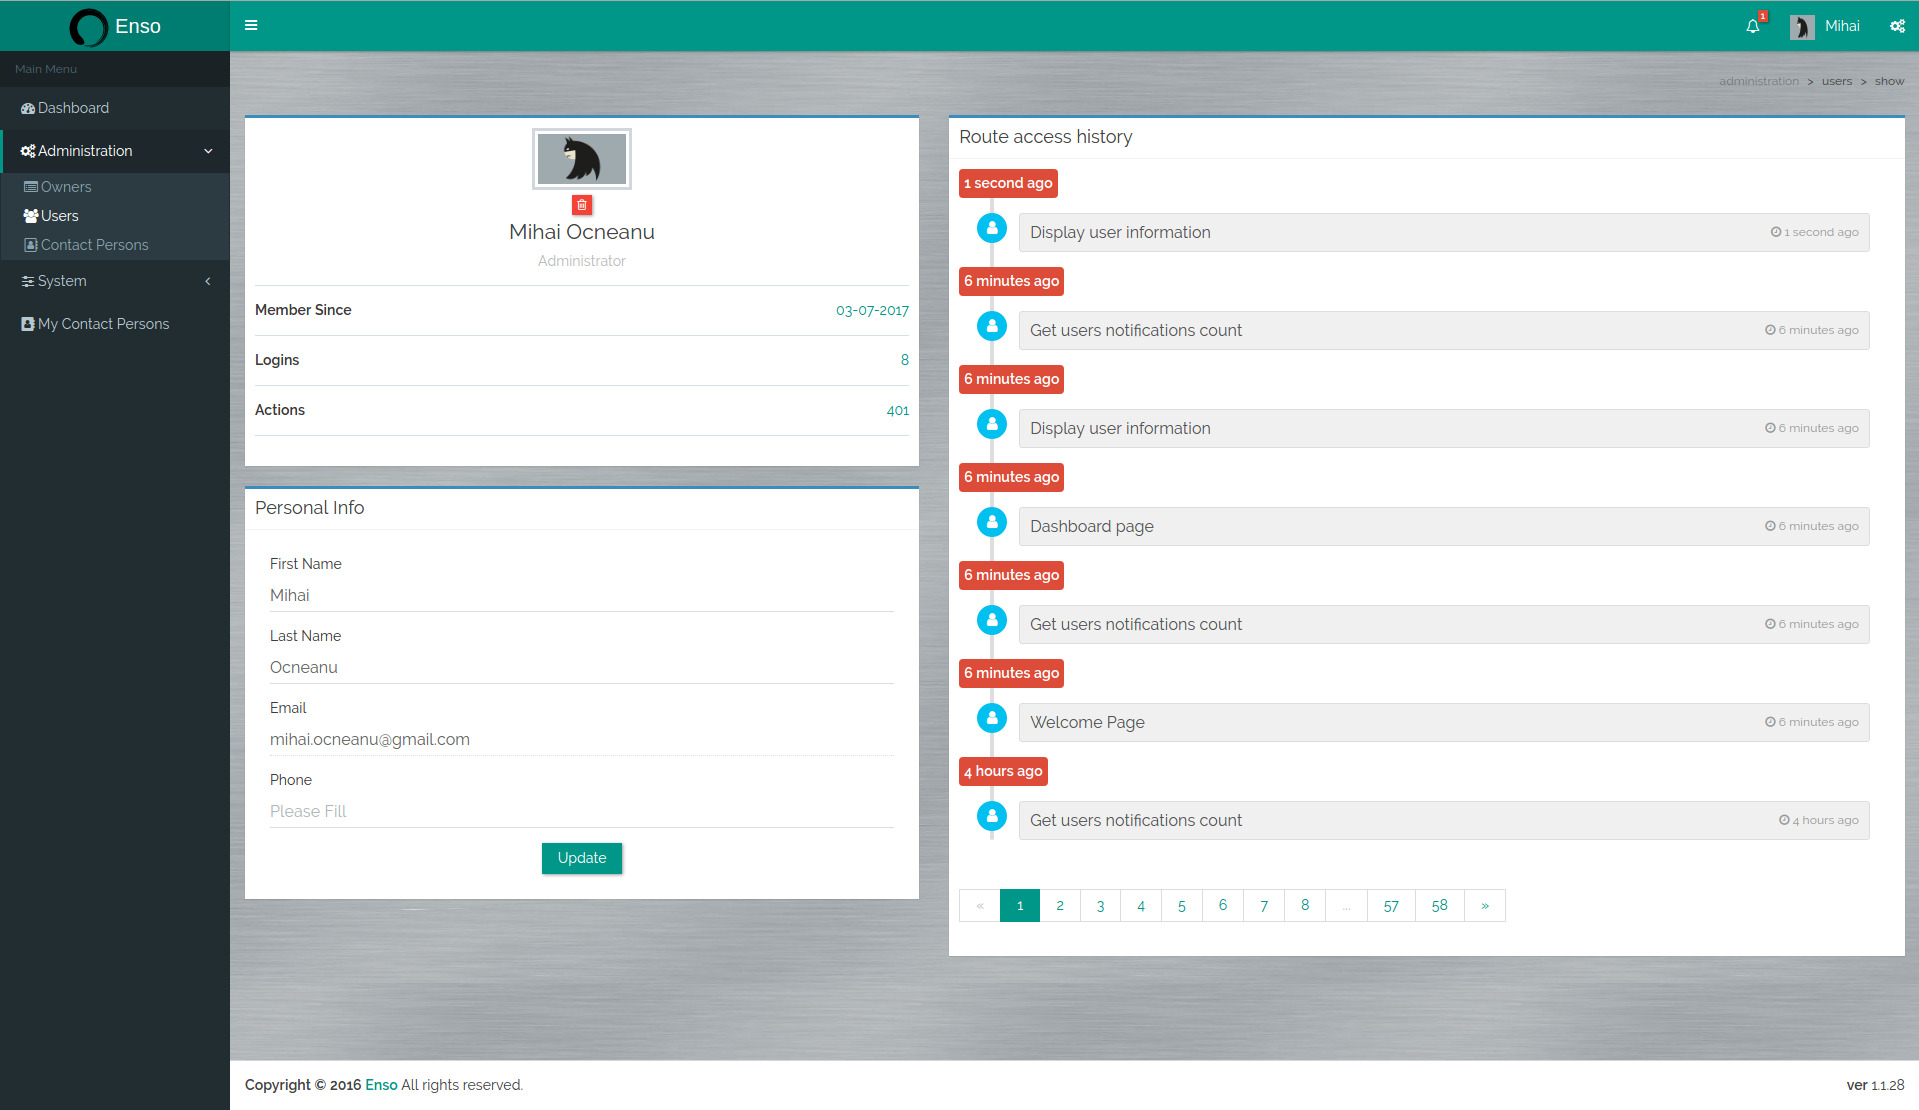 Enso
1
Mihai
Main Menu
Dashboard
Administration
Owners
Users
Contact Persons
System
My Contact Persons
administration > users > show
Mihai Ocneanu
Administrator
Member Since 03-07-2017
Logins 8
Actions 401
Personal Info
First Name
Mihai
Last Name
Ocneanu
Email
mihai.ocneanu@gmail.com
Phone
Please Fill
Update
Route access history
1 second ago
Display user information 1 second ago
6 minutes ago
Get users notifications count 6 minutes ago
6 minutes ago
Display user information 6 minutes ago
6 minutes ago
Dashboard page 6 minutes ago
6 minutes ago
Get users notifications count 6 minutes ago
6 minutes ago
Welcome Page 6 minutes ago
4 hours ago
Get users notifications count 4 hours ago
« 1 2 3 4 5 6 7 8 ... 57 58 »
Copyright © 2016 Enso All rights reserved.
ver 1.1.28